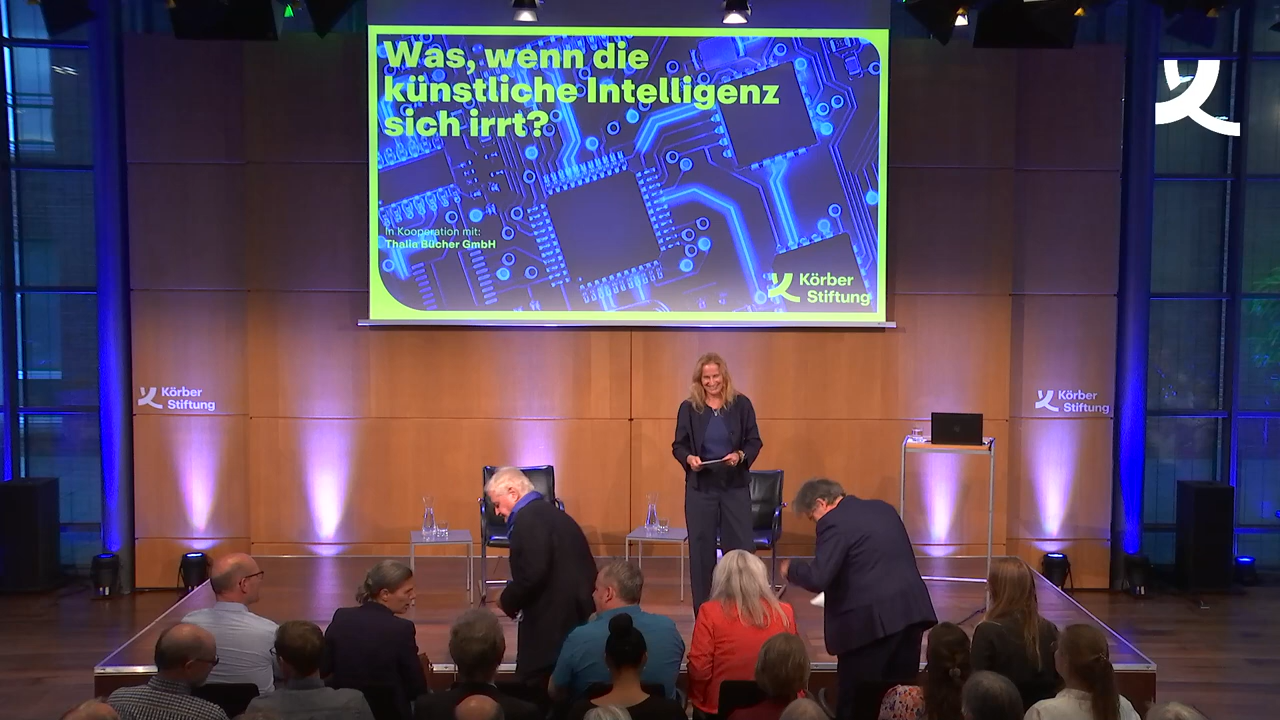 Was, wenn die
künstliche Intelligenz
sich irrt?
In Kooperation mit:
Thalia Bücher GmbH
Körber
Stiftung
Körber
Stiftung
Körber
Stiftung